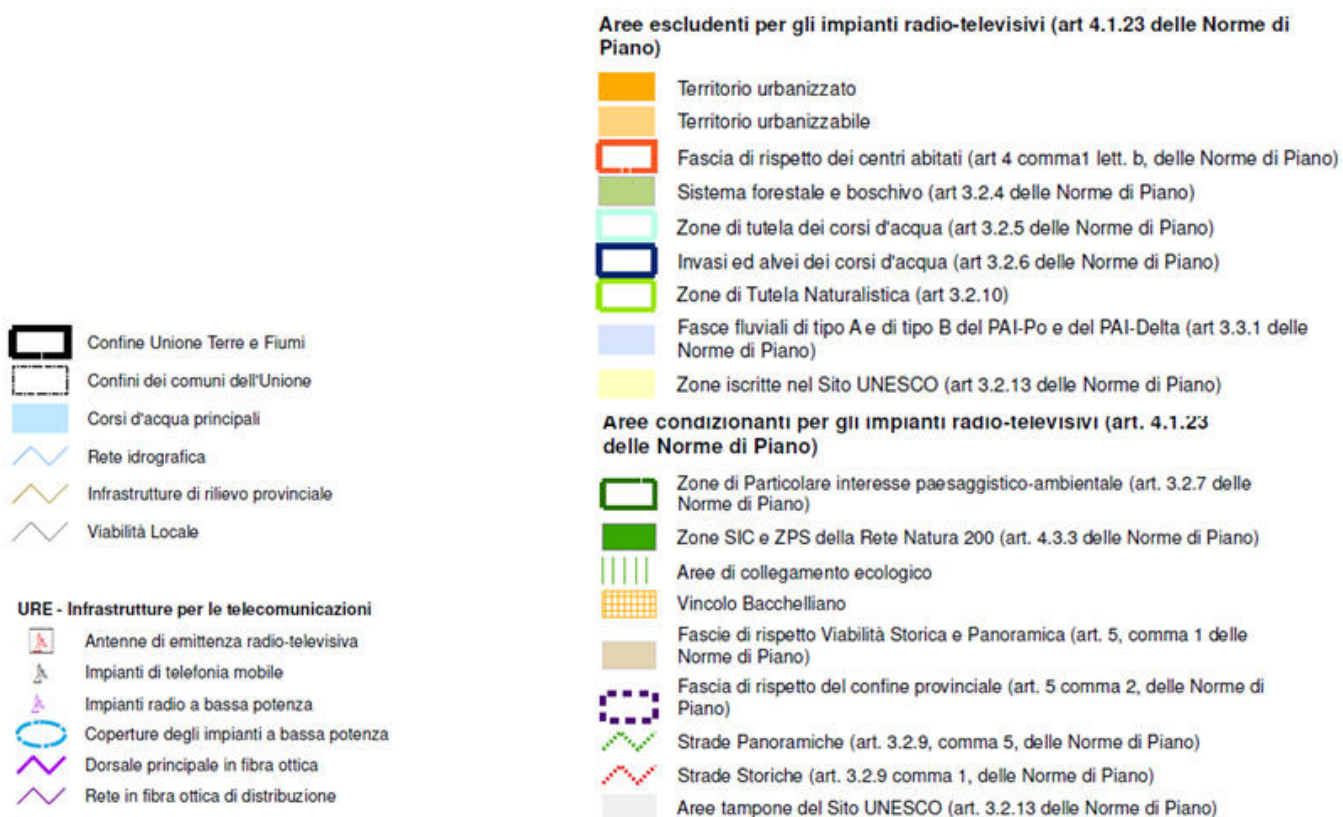 Confine Unione Terre e Fiumi
Confini dei comuni dell'Unione
Corsi d'acqua principali
Rete idrografica
Infrastrutture di rilievo provinciale
Viabilità Locale
URE - Infrastrutture per le telecomunicazioni
Antenne di emittenza radio-televisiva
Impianti di telefonia mobile
Impianti radio a bassa potenza
Coperture degli impianti a bassa potenza
Dorsale principale in fibra ottica
Rete in fibra ottica di distribuzione
Aree escludenti per gli impianti radio-televisivi (art 4.1.23 delle Norme di
Piano)
Territorio urbanizzato
Territorio urbanizzabile
Fascia di rispetto dei centri abitati (art 4 comma1 lett. b, delle Norme di Piano)
Sistema forestale e boschivo (art 3.2.4 delle Norme di Piano)
Zone di tutela dei corsi d'acqua (art 3.2.5 delle Norme di Piano)
Invasi ed alvei dei corsi d'acqua (art 3.2.6 delle Norme di Piano)
Zone di Tutela Naturalistica (art 3.2.10)
Fasce fluviali di tipo A e di tipo B del PAI-Po e del PAI-Delta (art 3.3.1 delle
Norme di Piano)
Zone iscritte nel Sito UNESCO (art 3.2.13 delle Norme di Piano)
Aree condizionanti per gli impianti radio-televisivi (art. 4.1.23
delle Norme di Piano)
Zone di Particolare interesse paesaggistico-ambientale (art. 3.2.7 delle
Norme di Piano)
Zone SIC e ZPS della Rete Natura 200 (art. 4.3.3 delle Norme di Piano)
Aree di collegamento ecologico
Vincolo Bacchelliano
Fascie di rispetto Viabilità Storica e Panoramica (art. 5, comma 1 delle
Norme di Piano)
Fascia di rispetto del confine provinciale (art. 5 comma 2, delle Norme di
Piano)
Strade Panoramiche (art. 3.2.9, comma 5, delle Norme di Piano)
Strade Storiche (art. 3.2.9 comma 1, delle Norme di Piano)
Aree tampone del Sito UNESCO (art. 3.2.13 delle Norme di Piano)